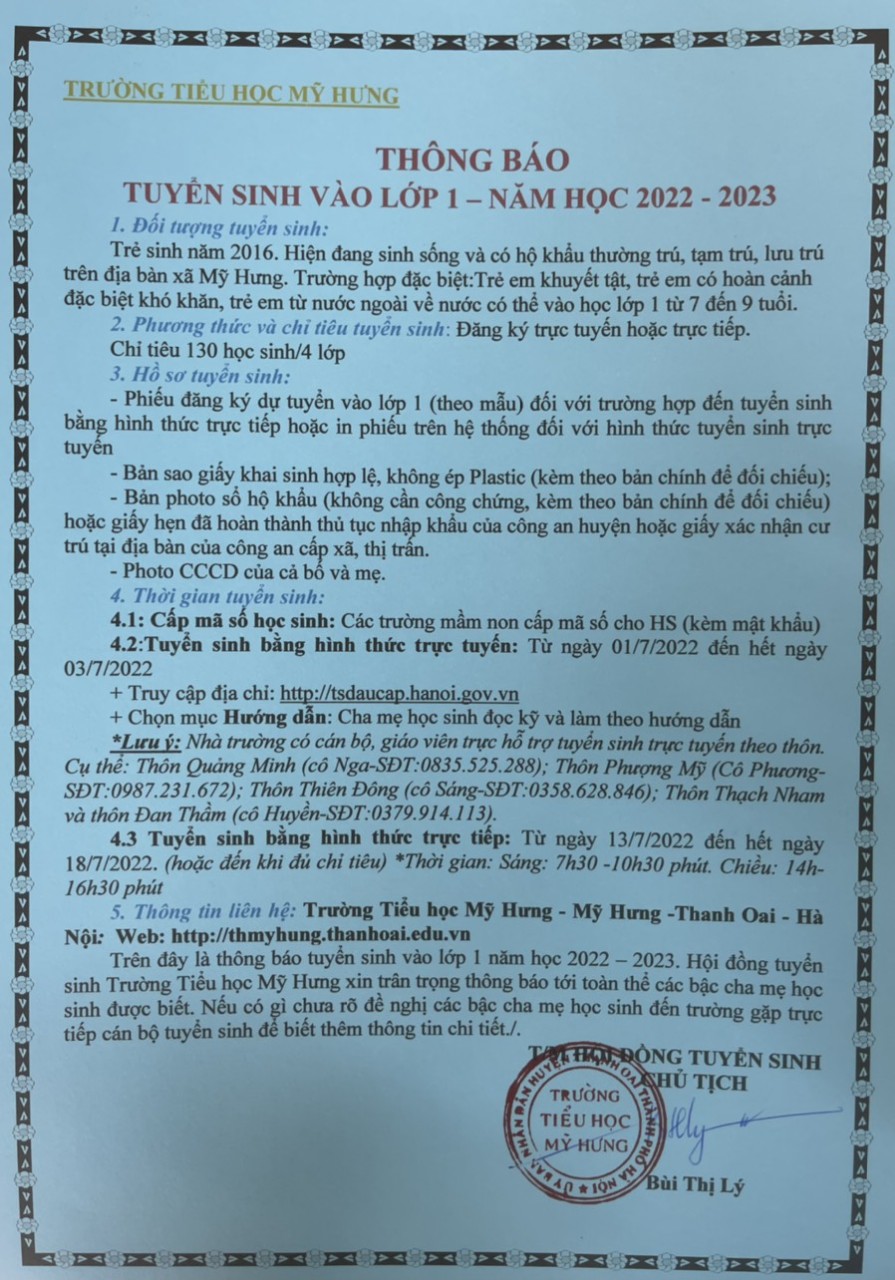 TRƯỜNG TIỂU HỌC MỸ HƯNG
THÔNG BÁO
TUYỂN SINH VÀO LỚP 1 – NĂM HỌC 2022 - 2023
1. Đối tượng tuyển sinh:
Trẻ sinh năm 2016. Hiện đang sinh sống và có hộ khẩu thường trú, tạm trú, lưu trú
trên địa bàn xã Mỹ Hưng. Trường hợp đặc biệt:Trẻ em khuyết tật, trẻ em có hoàn cảnh
đặc biệt khó khăn, trẻ em từ nước ngoài về nước có thể vào học lớp 1 từ 7 đến 9 tuổi.
2. Phương thức và chỉ tiêu tuyển sinh: Đăng ký trực tuyến hoặc trực tiếp.
Chỉ tiêu 130 học sinh/4 lớp
3. Hồ sơ tuyển sinh:
- Phiếu đăng ký dự tuyển vào lớp 1 (theo mẫu) đối với trường hợp đến tuyển sinh
bằng hình thức trực tiếp hoặc in phiếu trên hệ thống đối với hình thức tuyển sinh trực
tuyến
- Bản sao giấy khai sinh hợp lệ, không ép Plastic (kèm theo bản chính để đối chiếu);
- Bản photo sổ hộ khẩu (không cần công chứng, kèm theo bản chính để đối chiếu)
hoặc giấy hẹn đã hoàn thành thủ tục nhập khẩu của công an huyện hoặc giấy xác nhận cư
trú tại địa bàn của công an cấp xã, thị trấn.
- Photo CCCD của cả bố và mẹ.
4. Thời gian tuyển sinh:
4.1: Cấp mã số học sinh: Các trường mầm non cấp mã số cho HS (kèm mật khẩu)
4.2:Tuyển sinh bằng hình thức trực tuyến: Từ ngày 01/7/2022 đến hết ngày
03/7/2022
+ Truy cập địa chỉ: http://tsdaucap.hanoi.gov.vn
+ Chọn mục Hướng dẫn: Cha mẹ học sinh đọc kỹ và làm theo hướng dẫn
*Lưu ý: Nhà trường có cán bộ, giáo viên trực hỗ trợ tuyển sinh trực tuyến theo thôn.
Cụ thể: Thôn Quảng Minh (cô Nga-SĐT:0835.525.288); Thôn Phượng Mỹ (Cô Phương-
SĐT:0987.231.672); Thôn Thiên Đông (cô Sáng-SĐT:0358.628.846); Thôn Thạch Nham
và thôn Đan Thầm (cô Huyền-SĐT:0379.914.113).
4.3 Tuyển sinh bằng hình thức trực tiếp: Từ ngày 13/7/2022 đến hết ngày
18/7/2022. (hoặc đến khi đủ chỉ tiêu) *Thời gian: Sáng: 7h30 -10h30 phút. Chiều: 14h-
16h30 phút
5. Thông tin liên hệ: Trường Tiểu học Mỹ Hưng - Mỹ Hưng -Thanh Oai - Hà
Nội: Web: http://thmyhung.thanhoai.edu.vn
Trên đây là thông báo tuyển sinh vào lớp 1 năm học 2022 – 2023. Hội đồng tuyển
sinh Trường Tiểu học Mỹ Hưng xin trân trọng thông báo tới toàn thể các bậc cha mẹ học
sinh được biết. Nếu có gì chưa rõ đề nghị các bậc cha mẹ học sinh đến trường gặp trực
tiếp cán bộ tuyển sinh để biết thêm thông tin chi tiết./.
T/M HỘI ĐỒNG TUYỂN SINH
CHỦ TỊCH
ỦY BAN NHÂN DÂN HUYỆN THANH OAI THÀNH PHỐ HÀ NỘI
TRƯỜNG
TIỂU HỌC
MỸ HƯNG
Bùi Thị Lý